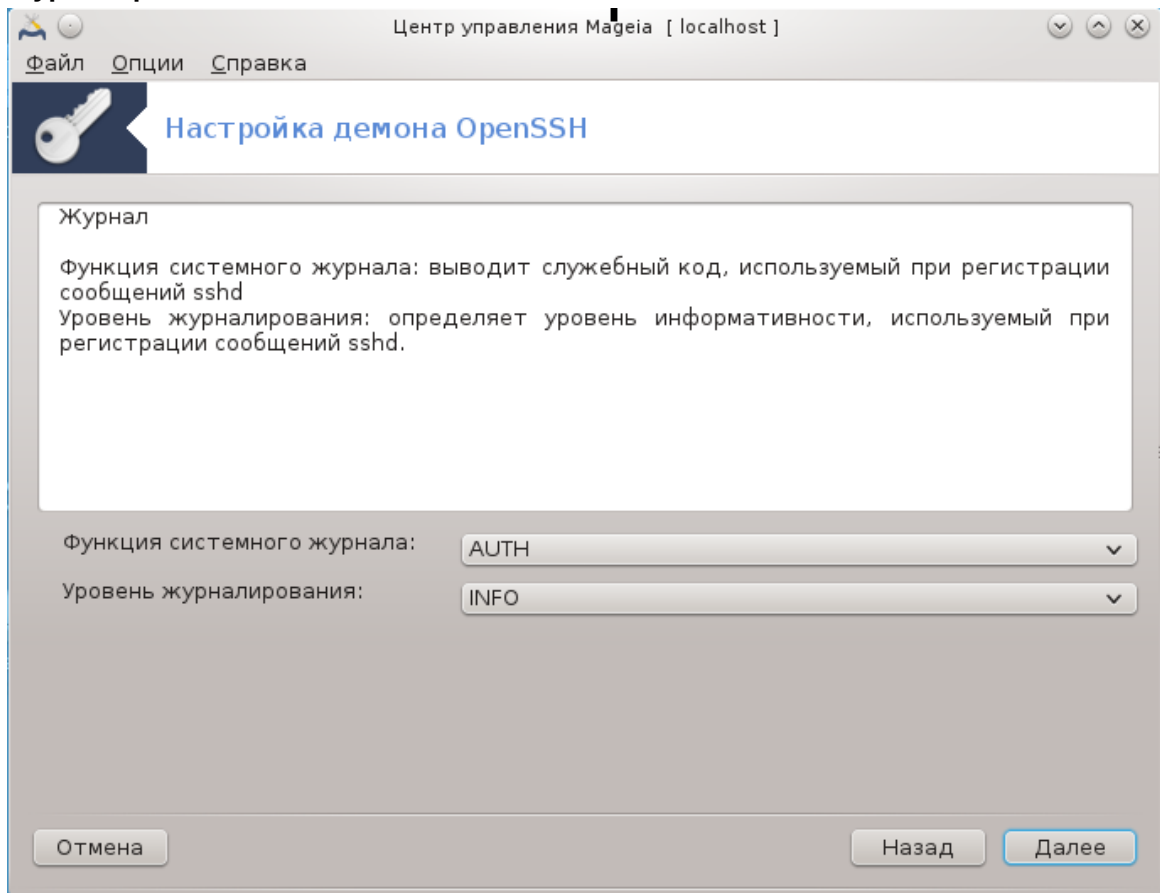 Центр управления Mageia [ localhost ]
Файл Опции Справка
Настройка демона OpenSSH
Журнал
Функция системного журнала: выводит служебный код, используемый при регистрации
сообщений sshd
Уровень журналирования: определяет уровень информативности, используемый при
регистрации сообщений sshd.
Функция системного журнала: AUTH
Уровень журналирования: INFO
Отмена Назад Далее